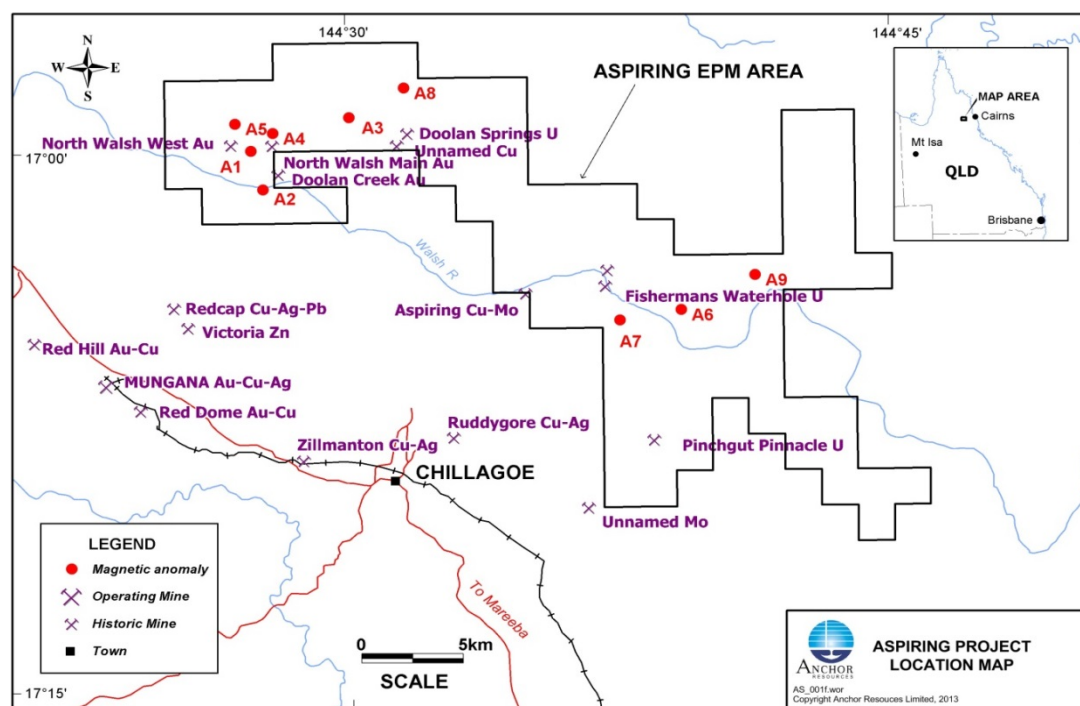 144°30'
144°45'
N
W E
S
ASPIRING EPM AREA
MAP AREA
Cairns
Mt Isa
QLD
Brisbane
A8
A5
A4
A3
Doolan Springs U
North Walsh West Au
Unnamed Cu
17°00'
A1
North Walsh Main Au
Doolan Creek Au
A2
Walsh R
A9
Fishermans Waterhole U
Aspiring Cu-Mo
A6
A7
Redcap Cu-Ag-Pb
Victoria Zn
Red Hill Au-Cu
MUNGANA Au-Cu-Ag
Red Dome Au-Cu
Ruddygore Cu-Ag
Zillmanton Cu-Ag
Pinchgut Pinnacle U
CHILLAGOE
Unnamed Mo
LEGEND
Magnetic anomaly
Operating Mine
Historic Mine
Town
To Mareeba
0 5km
SCALE
17°15'
ANCHOR
RESOURCES
ASPIRING PROJECT
LOCATION MAP
AS_001f.wor
Copyright Anchor Resouces Limited, 2013